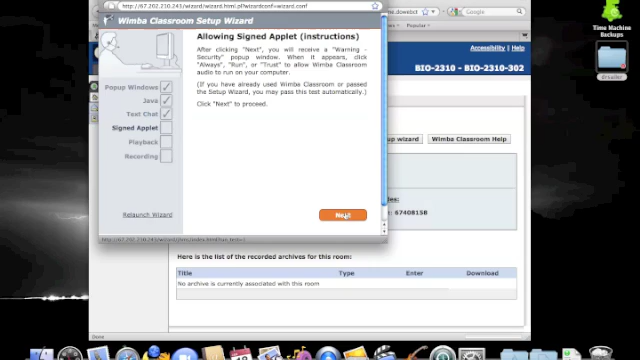 http://67.202.210.243/wizard/wizard.html.pl?wizardconf=wizard.conf
Wimba Classroom Setup Wizard
Allowing Signed Applet (instructions)
After clicking "Next", you will receive a "Warning -
Security" popup window. When it appears, click
"Always", "Run", or "Trust" to allow Wimba Classroom
audio to run on your computer.
(If you have already used Wimba Classroom or passed
the Setup Wizard, you may pass this test automatically.)
Click "Next" to proceed.
Popup Windows
Java
Text Chat
Signed Applet
Playback
Recording
Relaunch Wizard
Next
Google
Popular
Accessibility | Help
BIO-2310 - BIO-2310-302
up wizard
Wimba Classroom Help
6740815B
Here is the list of the recorded archives for this room:
Title Type Enter Download
No archive is currently associated with this room
Done
Time Machine
Backups